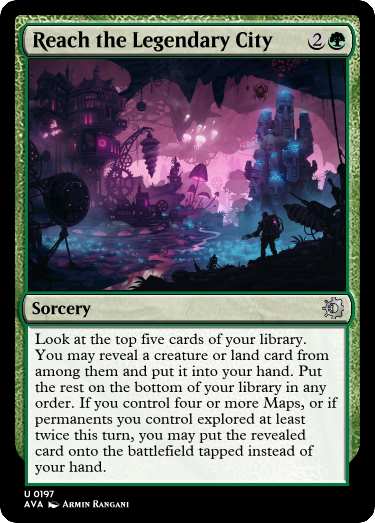 Reach the Legendary City 2
Sorcery
Look at the top five cards of your library.
You may reveal a creature or land card from
among them and put it into your hand. Put
the rest on the bottom of your library in any
order. If you control four or more Maps, or if
permanents you control explored at least
twice this turn, you may put the revealed
card onto the battlefield tapped instead of
your hand.
U 0197
AVA Armin Rangani